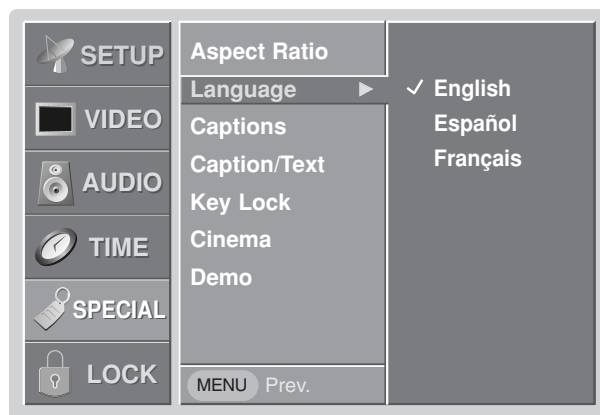 SETUP
VIDEO
AUDIO
TIME
SPECIAL
LOCK
Aspect Ratio
Language ►
Captions
Caption/Text
Key Lock
Cinema
Demo
MENU Prev.
✓ English
Español
Français